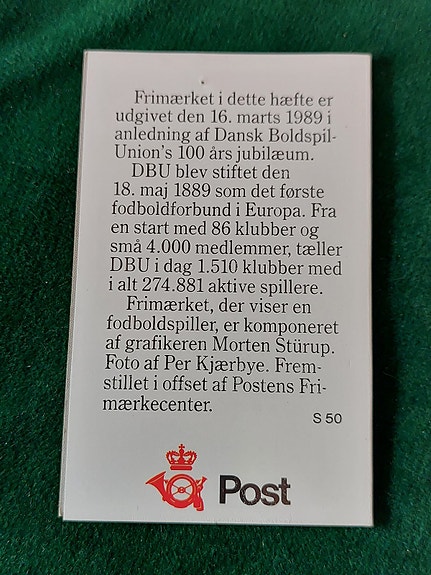 Frimærket i dette hæfte er
udgivet den 16. marts 1989 i
anledning af Dansk Boldspil-
Union's 100 års jubilæum.
DBU blev stiftet den
18. maj 1889 som det første
fodboldforbund i Europa. Fra
en start med 86 klubber og
små 4.000 medlemmer, tæller
DBU i dag 1.510 klubber med
i alt 274.881 aktive spillere.
Frimærket, der viser en
fodboldspiller, er komponeret
af grafikeren Morten Stürup.
Foto af Per Kjærbye. Frem-
stillet i offset af Postens Fri-
mærkecenter.
S 50
Post